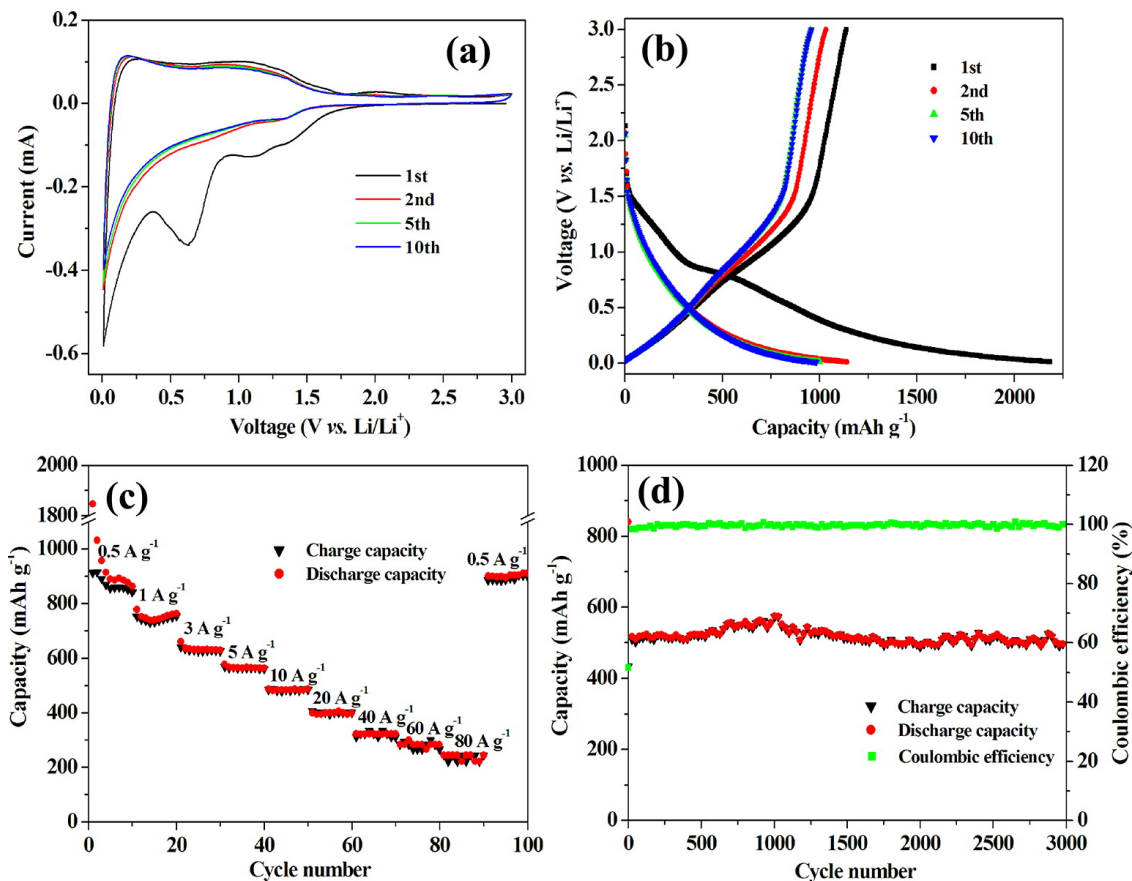 (a)
0.2
0.0
-0.2
-0.4
-0.6
Current (mA)
1st
2nd
5th
10th
0.0 0.5 1.0 1.5 2.0 2.5 3.0
Voltage (V vs. Li/Li⁺)
(b)
3.0
2.5
2.0
1.5
1.0
0.5
0.0
Voltage (V vs. Li/Li⁺)
1st
2nd
5th
10th
0 500 1000 1500 2000
Capacity (mAh g⁻¹)
(c)
2000
1800
1000
800
600
400
200
0
Capacity (mAh g⁻¹)
Charge capacity
Discharge capacity
0.5 A g⁻¹
1 A g⁻¹
3 A g⁻¹
5 A g⁻¹
10 A g⁻¹
20 A g⁻¹
40 A g⁻¹
60 A g⁻¹
80 A g⁻¹
0.5 A g⁻¹
0 20 40 60 80 100
Cycle number
(d)
1000
800
600
400
200
0
Capacity (mAh g⁻¹)
Charge capacity
Discharge capacity
Coulombic efficiency
120
100
80
60
40
20
0
Coulombic efficiency (%)
0 500 1000 1500 2000 2500 3000
Cycle number